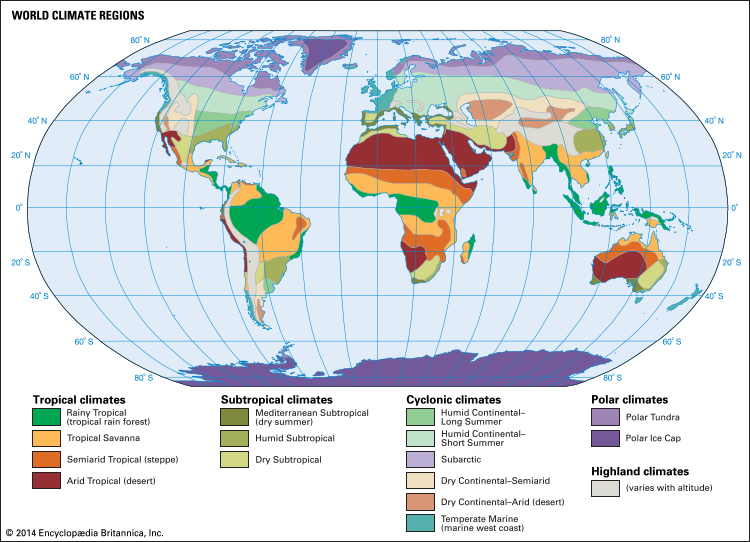 WORLD CLIMATE REGIONS
80° N
80° N
60° N
60° N
40° N
40° N
20° N
20° N
0°
0°
20° S
20° S
40° S
40° S
60° S
60° S
80° S
80° S
Tropical climates
Rainy Tropical
(tropical rain forest)
Tropical Savanna
Semiarid Tropical (steppe)
Arid Tropical (desert)
Subtropical climates
Mediterranean Subtropical
(dry summer)
Humid Subtropical
Dry Subtropical
Cyclonic climates
Humid Continental–
Long Summer
Humid Continental–
Short Summer
Subarctic
Dry Continental–Semiarid
Dry Continental–Arid (desert)
Temperate Marine
(marine west coast)
Polar climates
Polar Tundra
Polar Ice Cap
Highland climates
(varies with altitude)
© 2014 Encyclopædia Britannica, Inc.